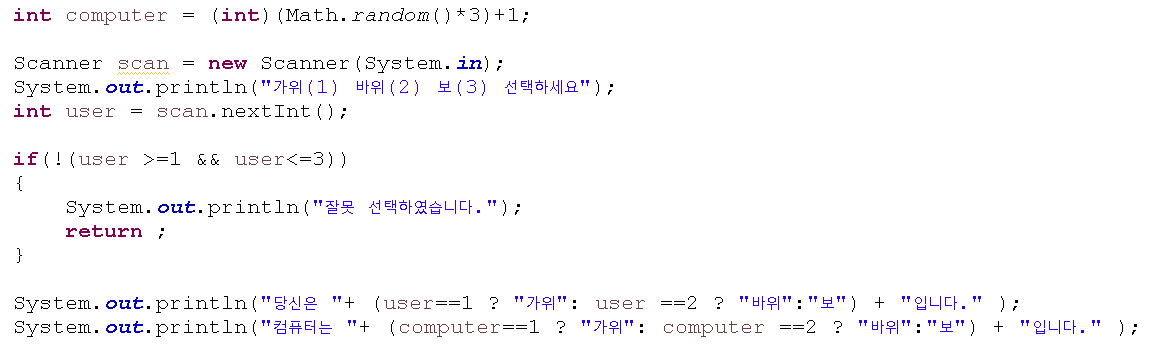 int computer = (int)(Math.random()*3)+1;
Scanner scan = new Scanner(System.in);
System.out.println("가위(1) 바위(2) 보(3) 선택하세요");
int user = scan.nextInt();
if(!(user >=1 && user<=3))
{
System.out.println("잘못 선택하였습니다.");
return ;
}
System.out.println("당신은 "+ (user==1 ? "가위": user ==2 ? "바위":"보") + "입니다." );
System.out.println("컴퓨터는 "+ (computer==1 ? "가위": computer ==2 ? "바위":"보") + "입니다." );